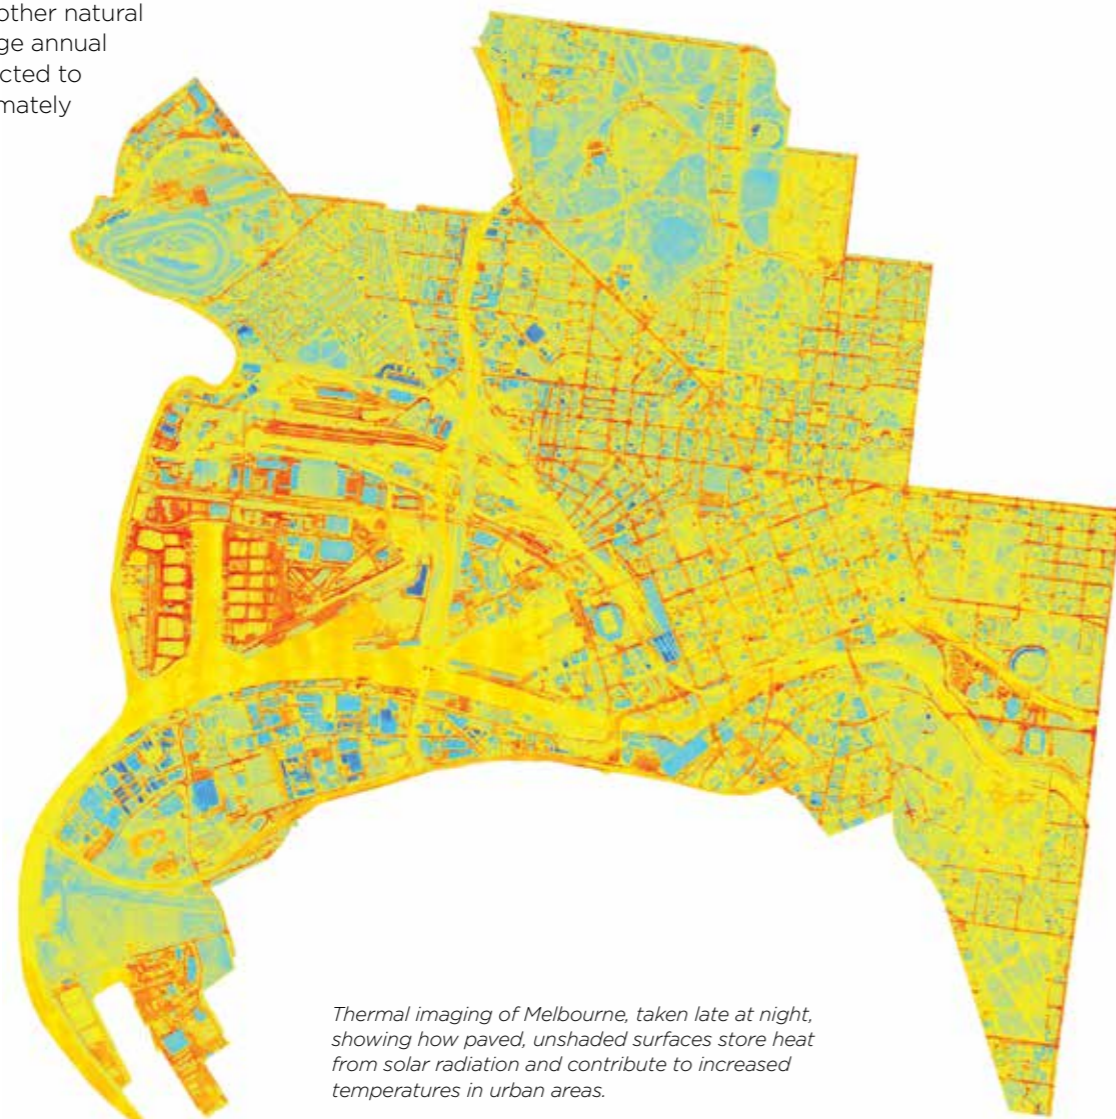 other natural
ge annual
cted to
mately
Thermal imaging of Melbourne, taken late at night,
showing how paved, unshaded surfaces store heat
from solar radiation and contribute to increased
temperatures in urban areas.